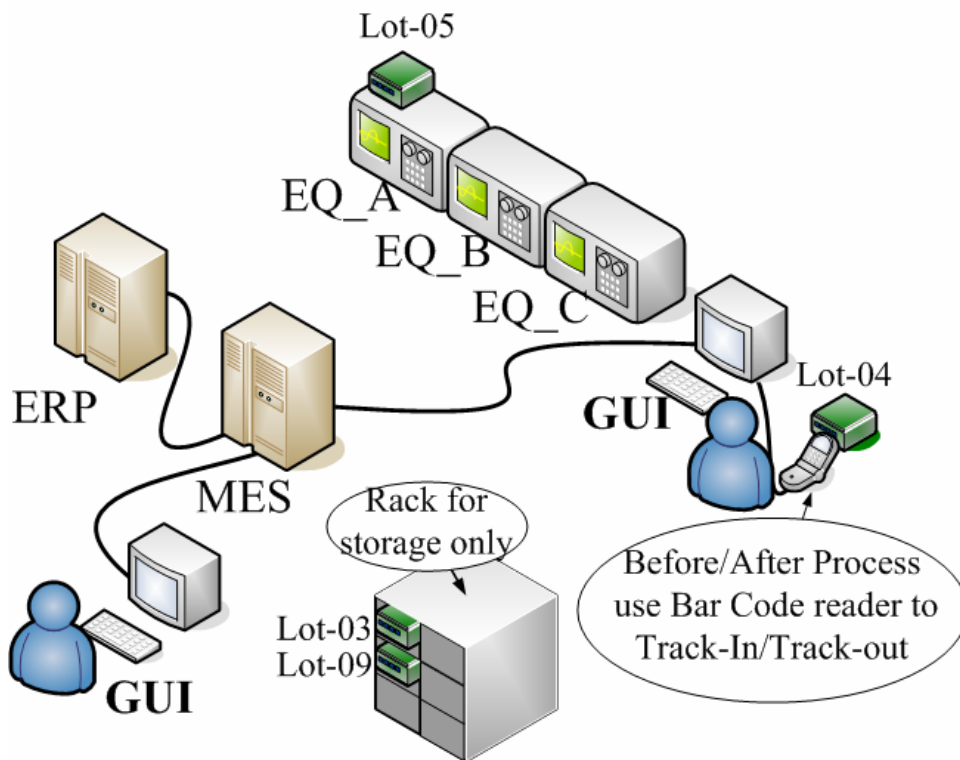 Lot-05
EQ_A
EQ_B
EQ_C
ERP
MES
GUI
Lot-04
Rack for
storage only
Before/After Process
use Bar Code reader to
Track-In/Track-out
Lot-03
Lot-09
GUI